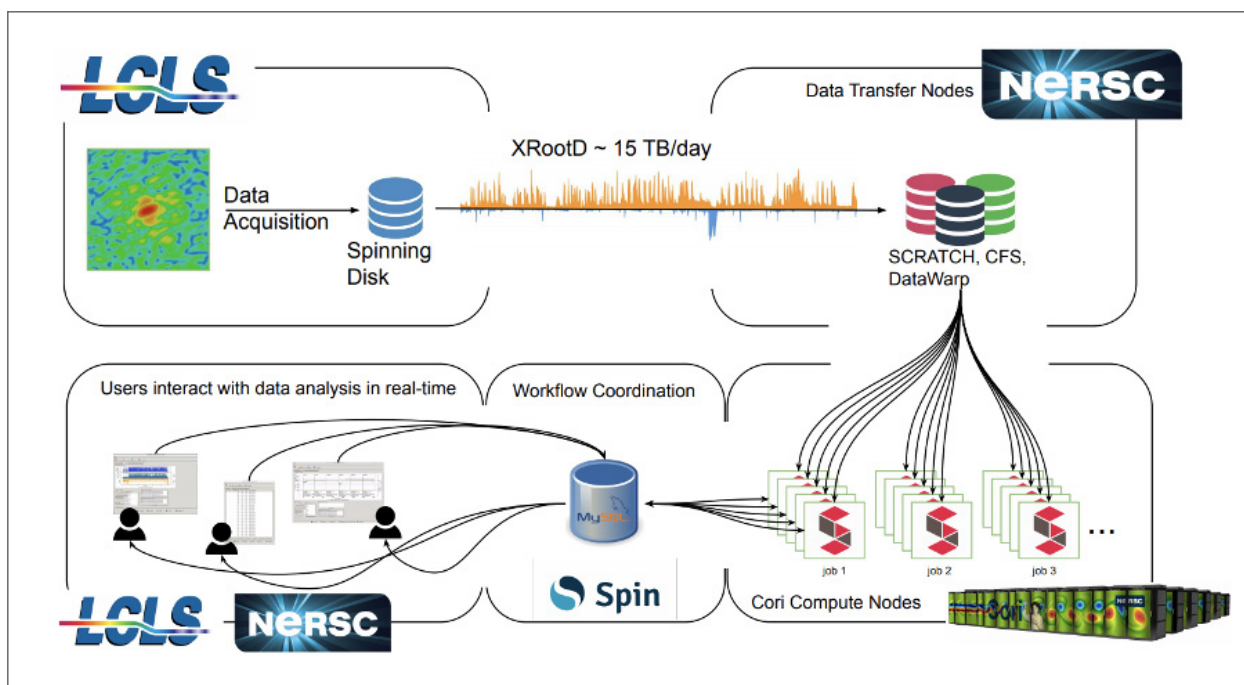 LCLS
Data Transfer Nodes
NERSC
XRootD ~ 15 TB/day
Data
Acquisition
Spinning
Disk
SCRATCH, CFS,
DataWarp
Users interact with data analysis in real-time
Workflow Coordination
MySQL
...
job 1
job 2
job 3
Spin
Cori Compute Nodes
LCLS
NERSC
Cori
NERSC